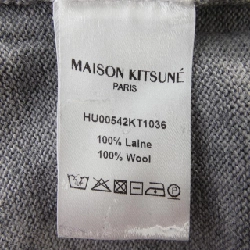 MAISON KITSUNÉ
PARIS
HU00542KT1036
100% Laine
100% Wool